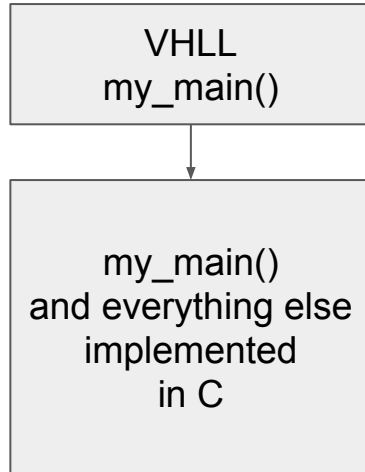 VHLL
my_main()
my_main()
and everything else
implemented
in C